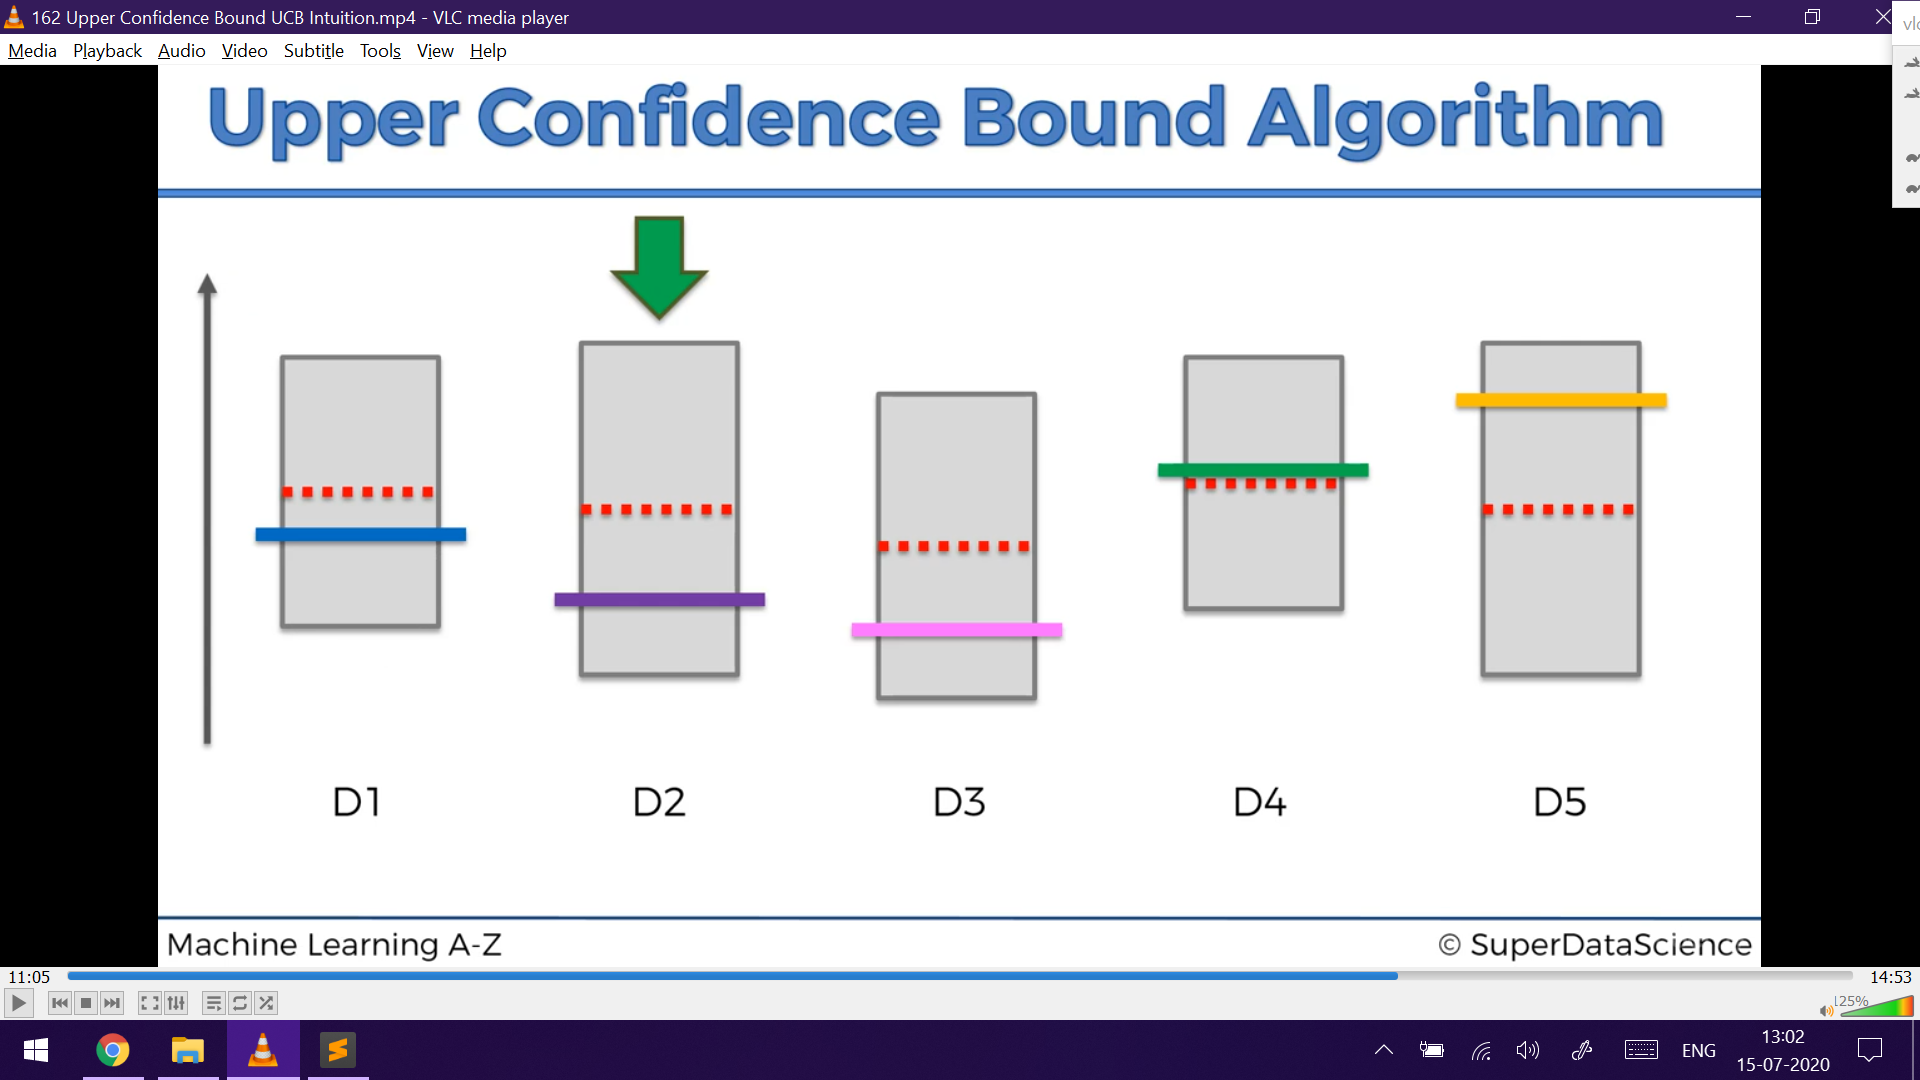 162 Upper Confidence Bound UCB Intuition.mp4 - VLC media player
Media Playback Audio Video Subtitle Tools View Help
Upper Confidence Bound Algorithm
D1 D2 D3 D4 D5
Machine Learning A-Z
© SuperDataScience
11:05
14:53
125%
ENG
13:02
15-07-2020